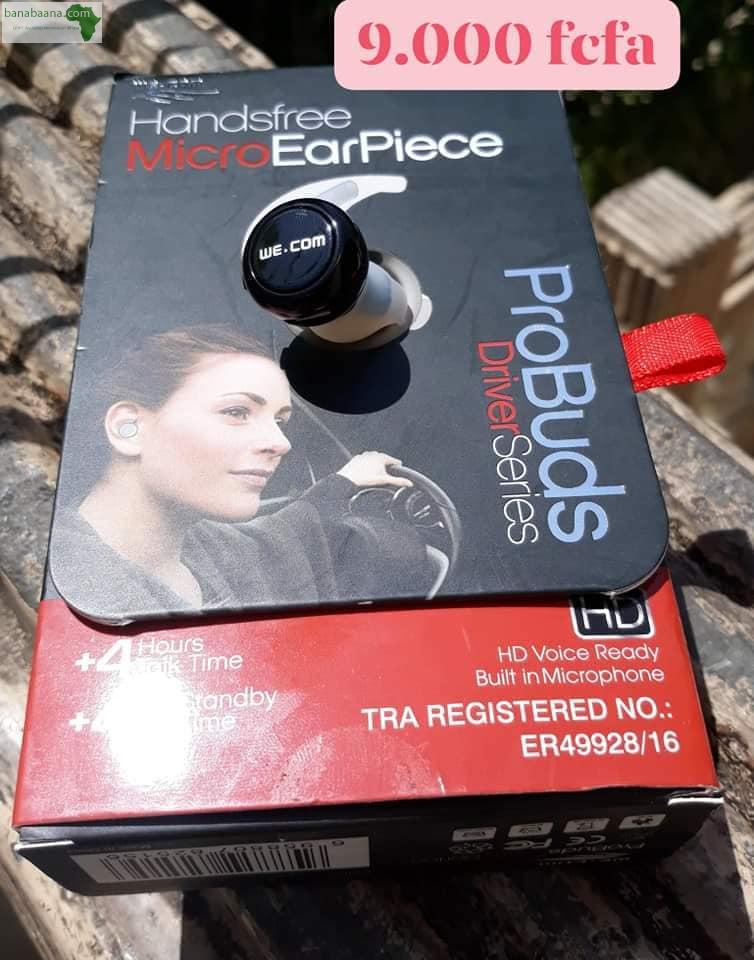 banabaana.com
9.000 fcfa
Handsfree
MicroEarPiece
WE.COM
ProBuds
DriverSeries
HD
+4 Hours
Talk Time
Standby
HD Voice Ready
Built in Microphone
TRA REGISTERED NO.:
ER49928/16